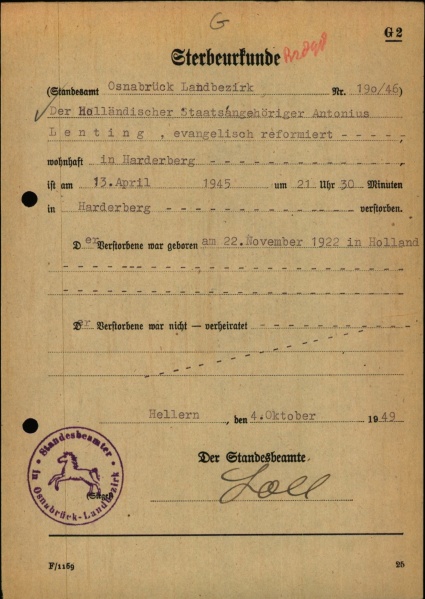 G
G2
Sterbeurkunde
(Standesamt Osnabrück Landbezirk Nr. 190/46)
Der Holländischer Staatsangehöriger Antonius
Lenting , evangelisch reformiert - - - - -
wohnhaft in Harderberg - - - - - - - - - - -
ist am 13.April 1945 um 21 Uhr 30 Minuten
in Harderberg - - - - - - - - - - - - verstorben.
Der Verstorbene war geboren am 22.November 1922 in Holland
Der Verstorbene war nicht — verheiratet - - - - - - - - - -
Hellern , den 4.Oktober 1949
Der Standesbeamte
Standesbeamter
in Osnabrück-Landbezirk
(Siegel)
F/1159
25